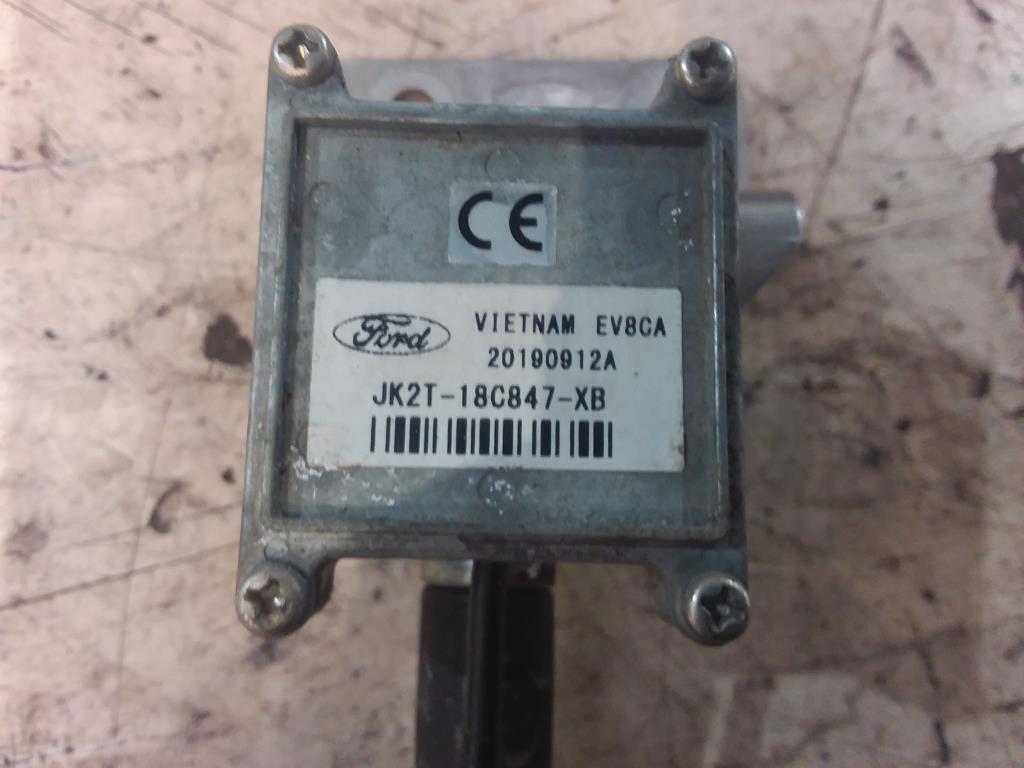 CE
Ford VIETNAM EV8CA
20190912A
JK2T-18C847-XB